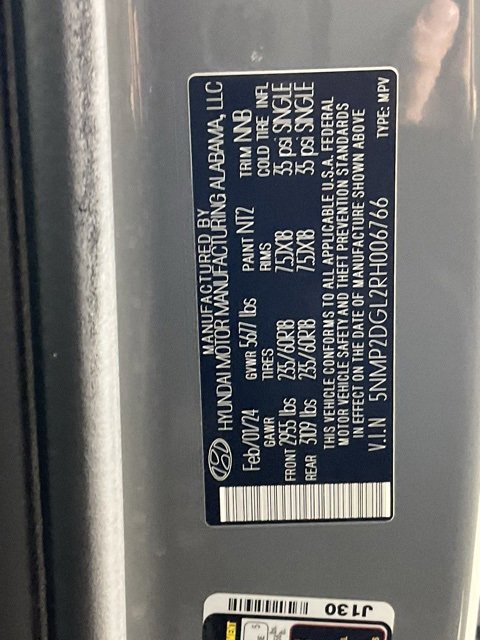 MANUFACTURED BY
HYUNDAI MOTOR MANUFACTURING ALABAMA, LLC
Feb/01/24 GVWR 5677 lbs PAINT NT2 TRIM NNB
GAWR TIRES RIMS COLD TIRE INFL
FRONT 2955 lbs 235/60R18 7.5JX18 35 psi SINGLE
REAR 3109 lbs 235/60R18 7.5JX18 35 psi SINGLE
THIS VEHICLE CONFORMS TO ALL APPLICABLE U.S.A. FEDERAL
MOTOR VEHICLE SAFETY AND THEFT PREVENTION STANDARDS
IN EFFECT ON THE DATE OF MANUFACTURE SHOWN ABOVE
V.I.N 5NMP2DGL2RH006766 TYPE: MPV
J130